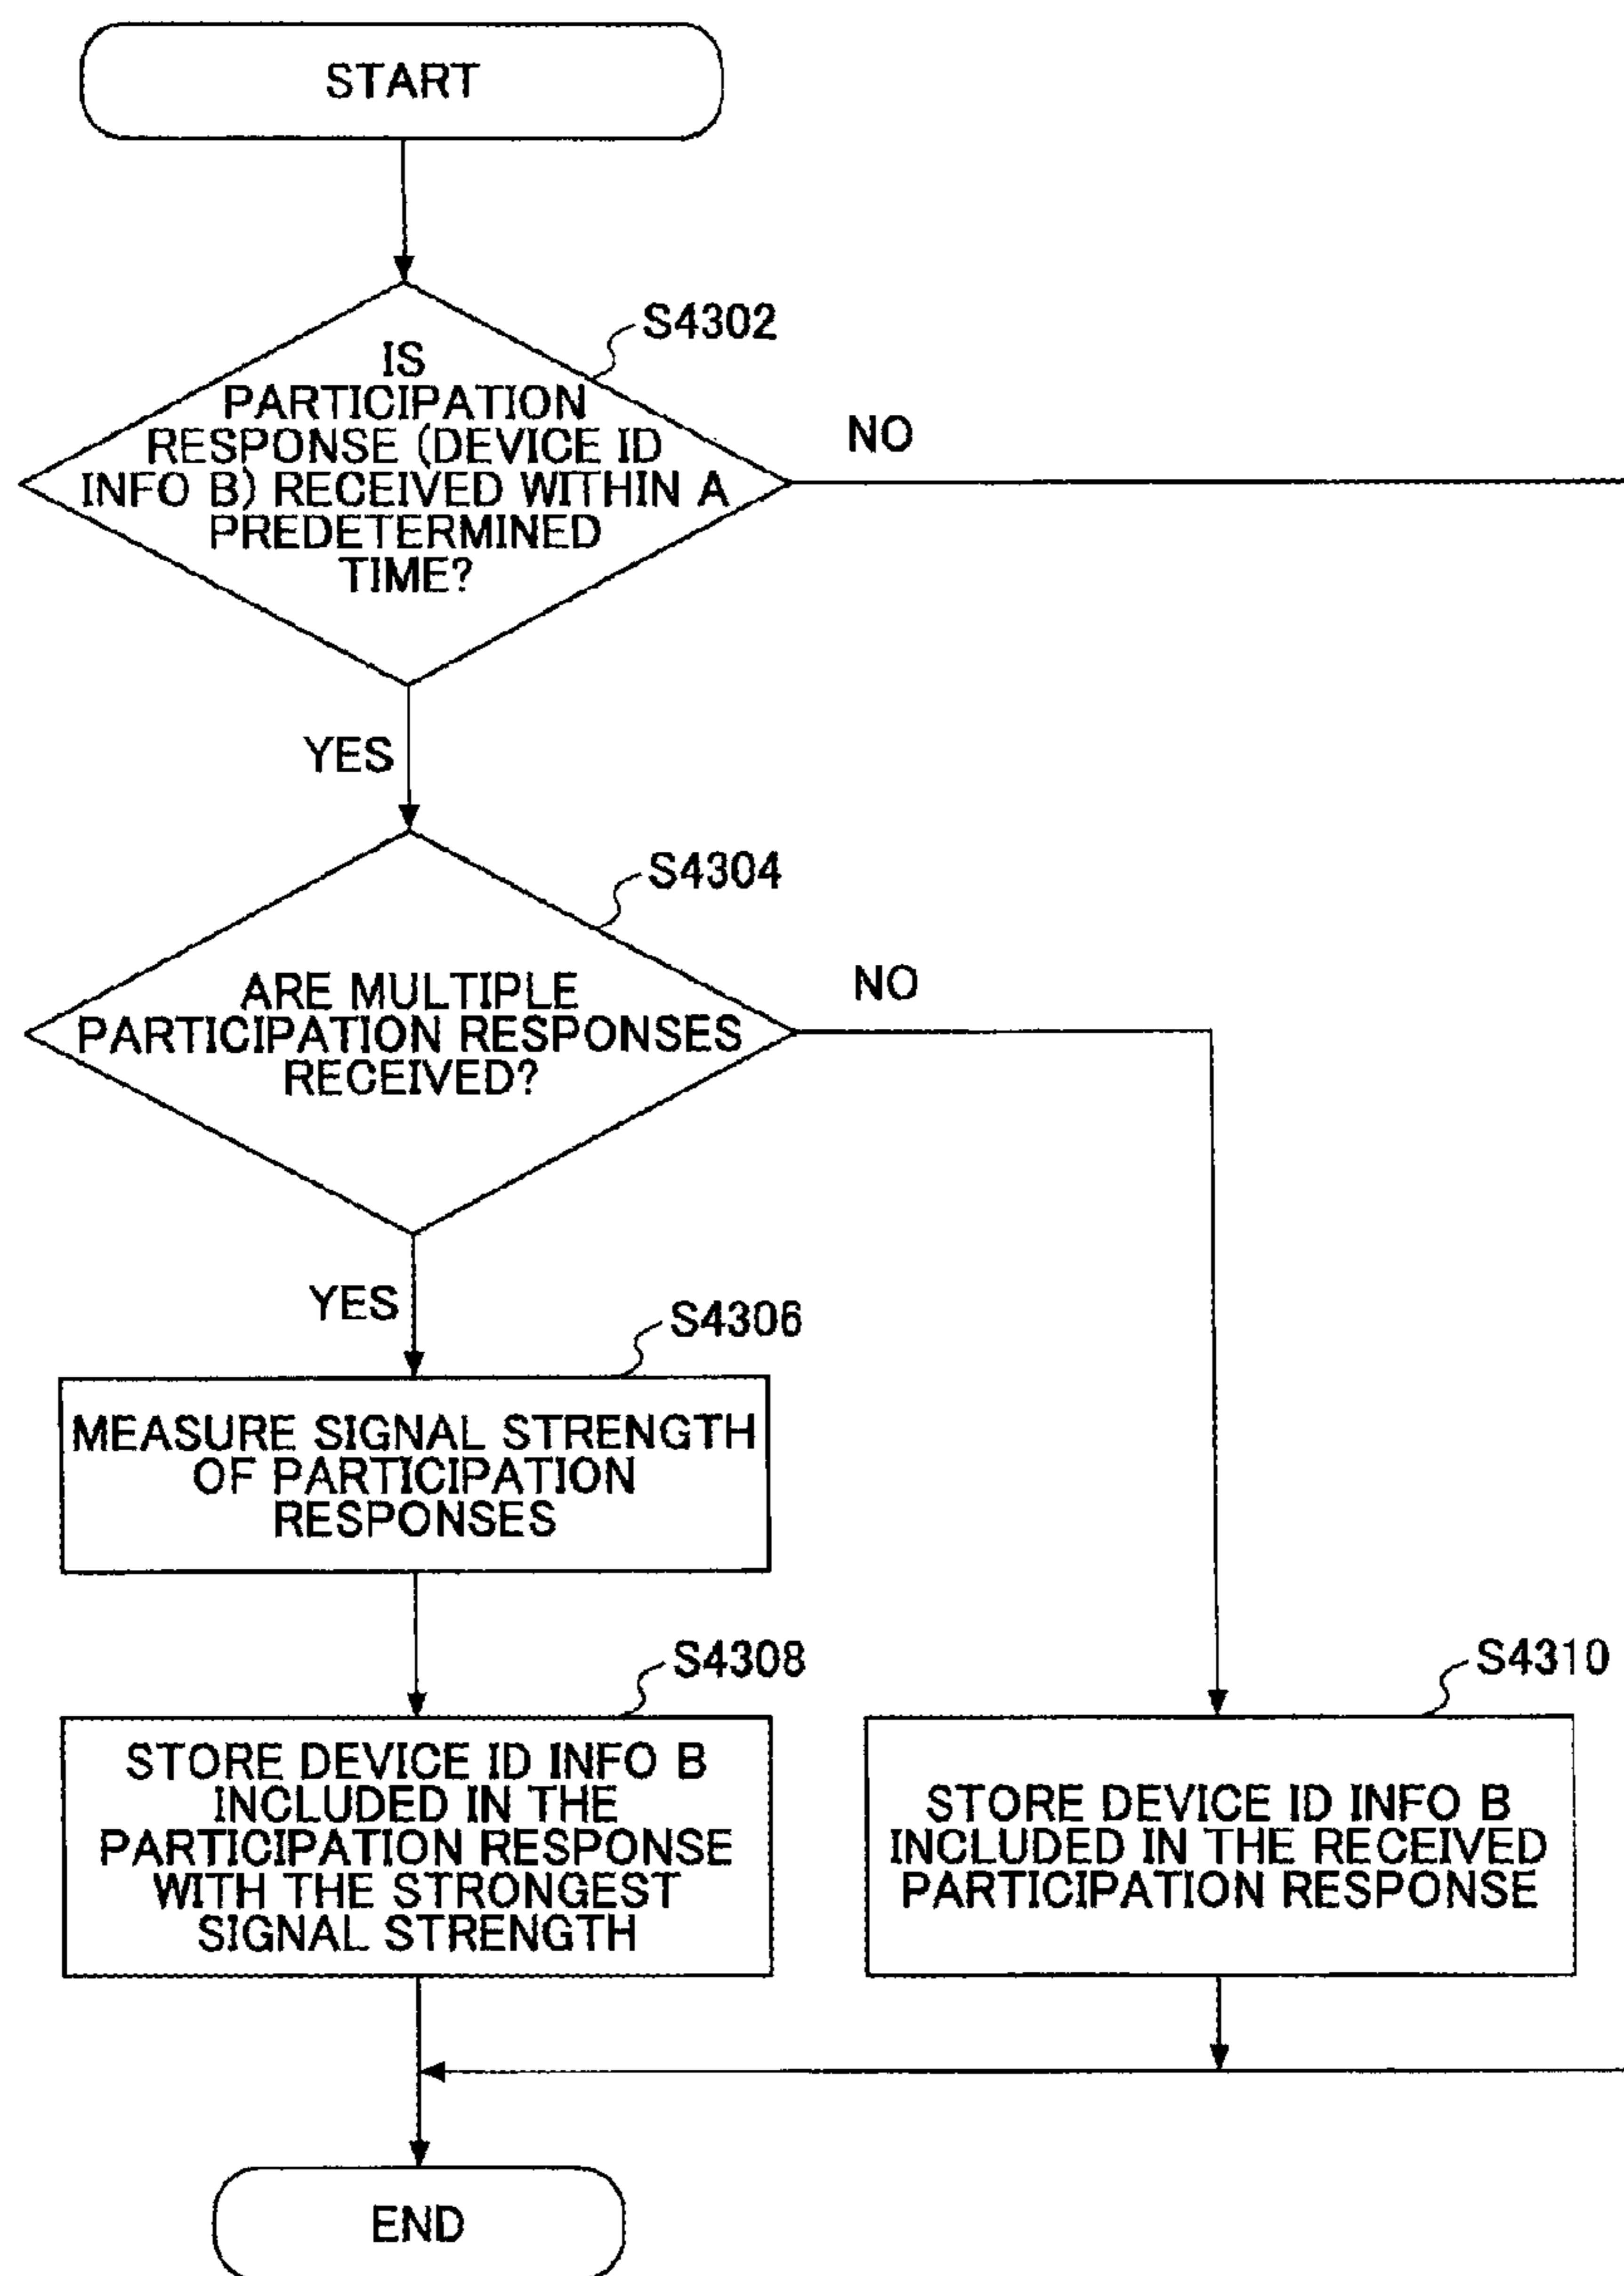 START
S4302
IS
PARTICIPATION
RESPONSE (DEVICE ID
INFO B) RECEIVED WITHIN A
PREDETERMINED
TIME?
NO
YES
S4304
ARE MULTIPLE
PARTICIPATION RESPONSES
RECEIVED?
NO
YES
S4306
MEASURE SIGNAL STRENGTH
OF PARTICIPATION
RESPONSES
S4308
STORE DEVICE ID INFO B
INCLUDED IN THE
PARTICIPATION RESPONSE
WITH THE STRONGEST
SIGNAL STRENGTH
S4310
STORE DEVICE ID INFO B
INCLUDED IN THE RECEIVED
PARTICIPATION RESPONSE
END